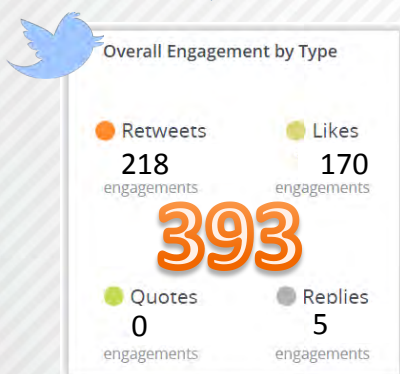 Overall Engagement by Type
Retweets Likes
218 170
engagements engagements
393
Quotes Replies
0 5
engagements engagements